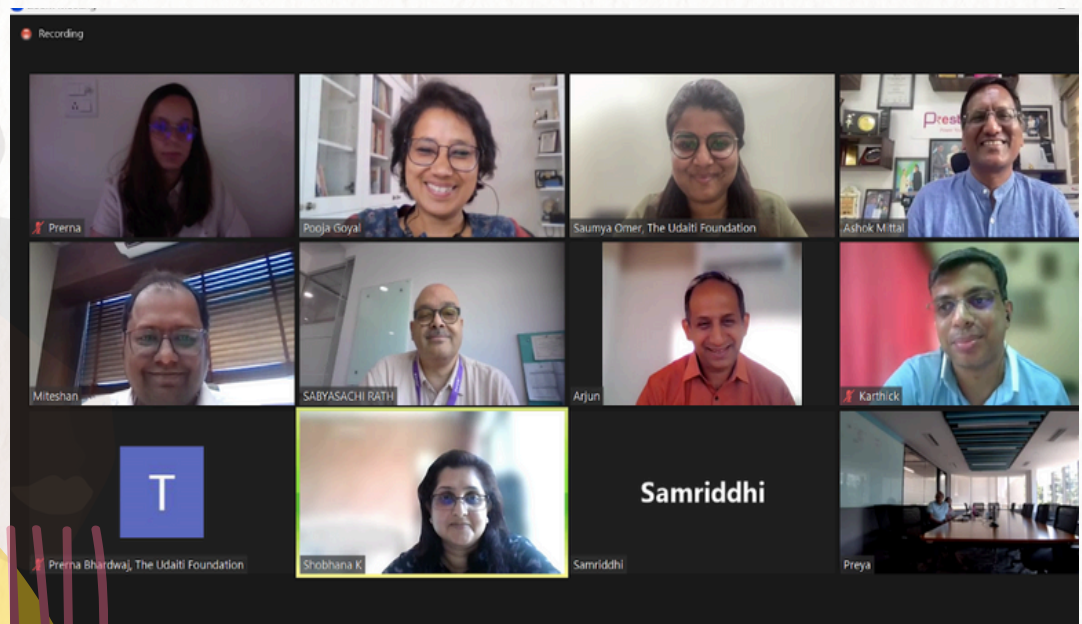 Recording
Prerna
Pooja Goyal
Saumya Omer, The Udaiti Foundation
Prest
Ashok Mittal
Miteshan
SABYASACHI RATH
Arjun
Karthick
T
Prerna Bhardwaj, The Udaiti Foundation
Shobhana K
Samriddhi
Samriddhi
Preya